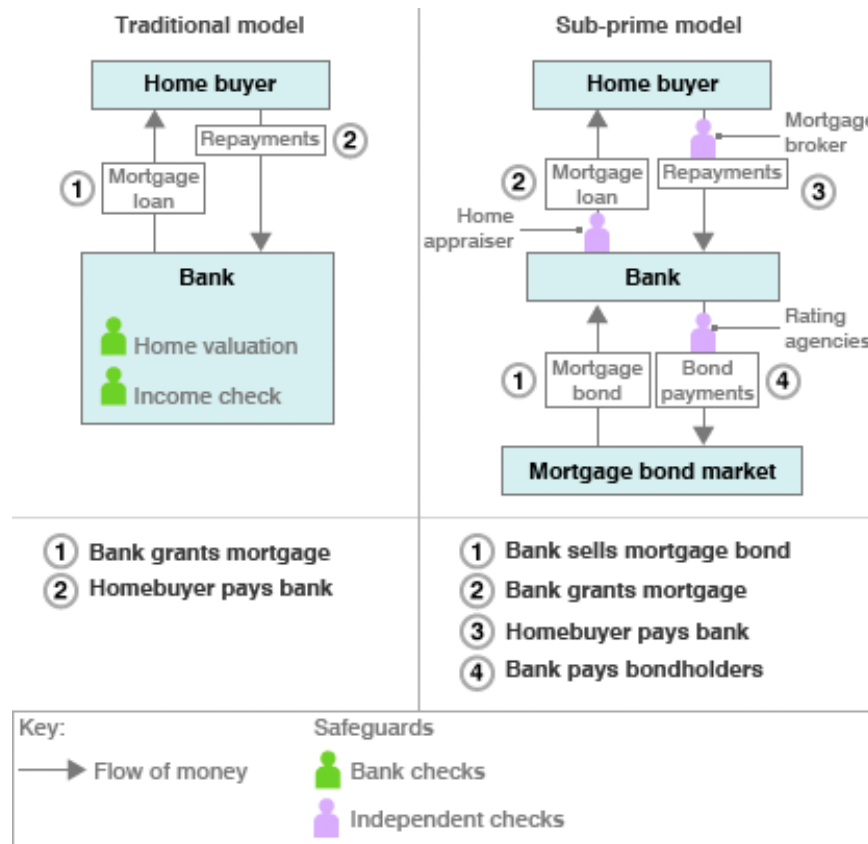 Traditional model
Home buyer
1
Mortgage
loan
Repayments
2
Bank
Home valuation
Income check
1 Bank grants mortgage
2 Homebuyer pays bank
Sub-prime model
Home buyer
Mortgage
broker
2
Mortgage
loan
Repayments
3
Home
appraiser
Bank
Rating
agencies
1
Mortgage
bond
Bond
payments
4
Mortgage bond market
1 Bank sells mortgage bond
2 Bank grants mortgage
3 Homebuyer pays bank
4 Bank pays bondholders
Key:
Flow of money
Safeguards
Bank checks
Independent checks